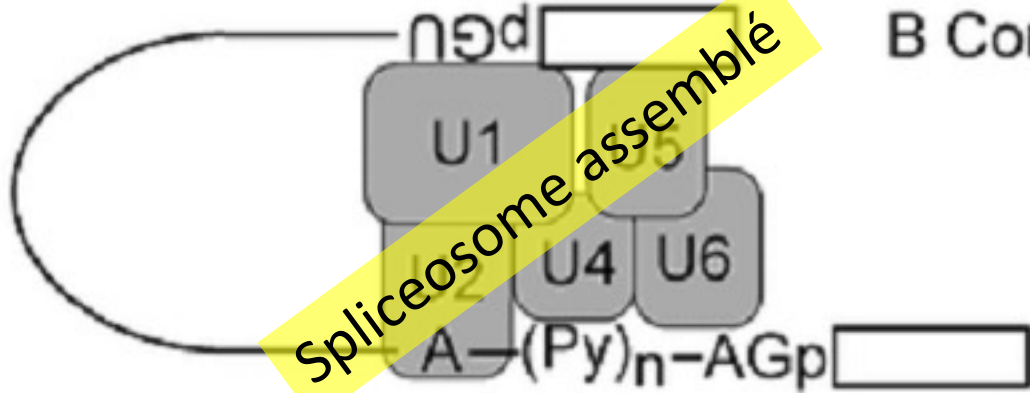 pGU
B Co
U1
U5
Spliceosome assemblé
U2
U4
U6
A–(Py)n–AGp